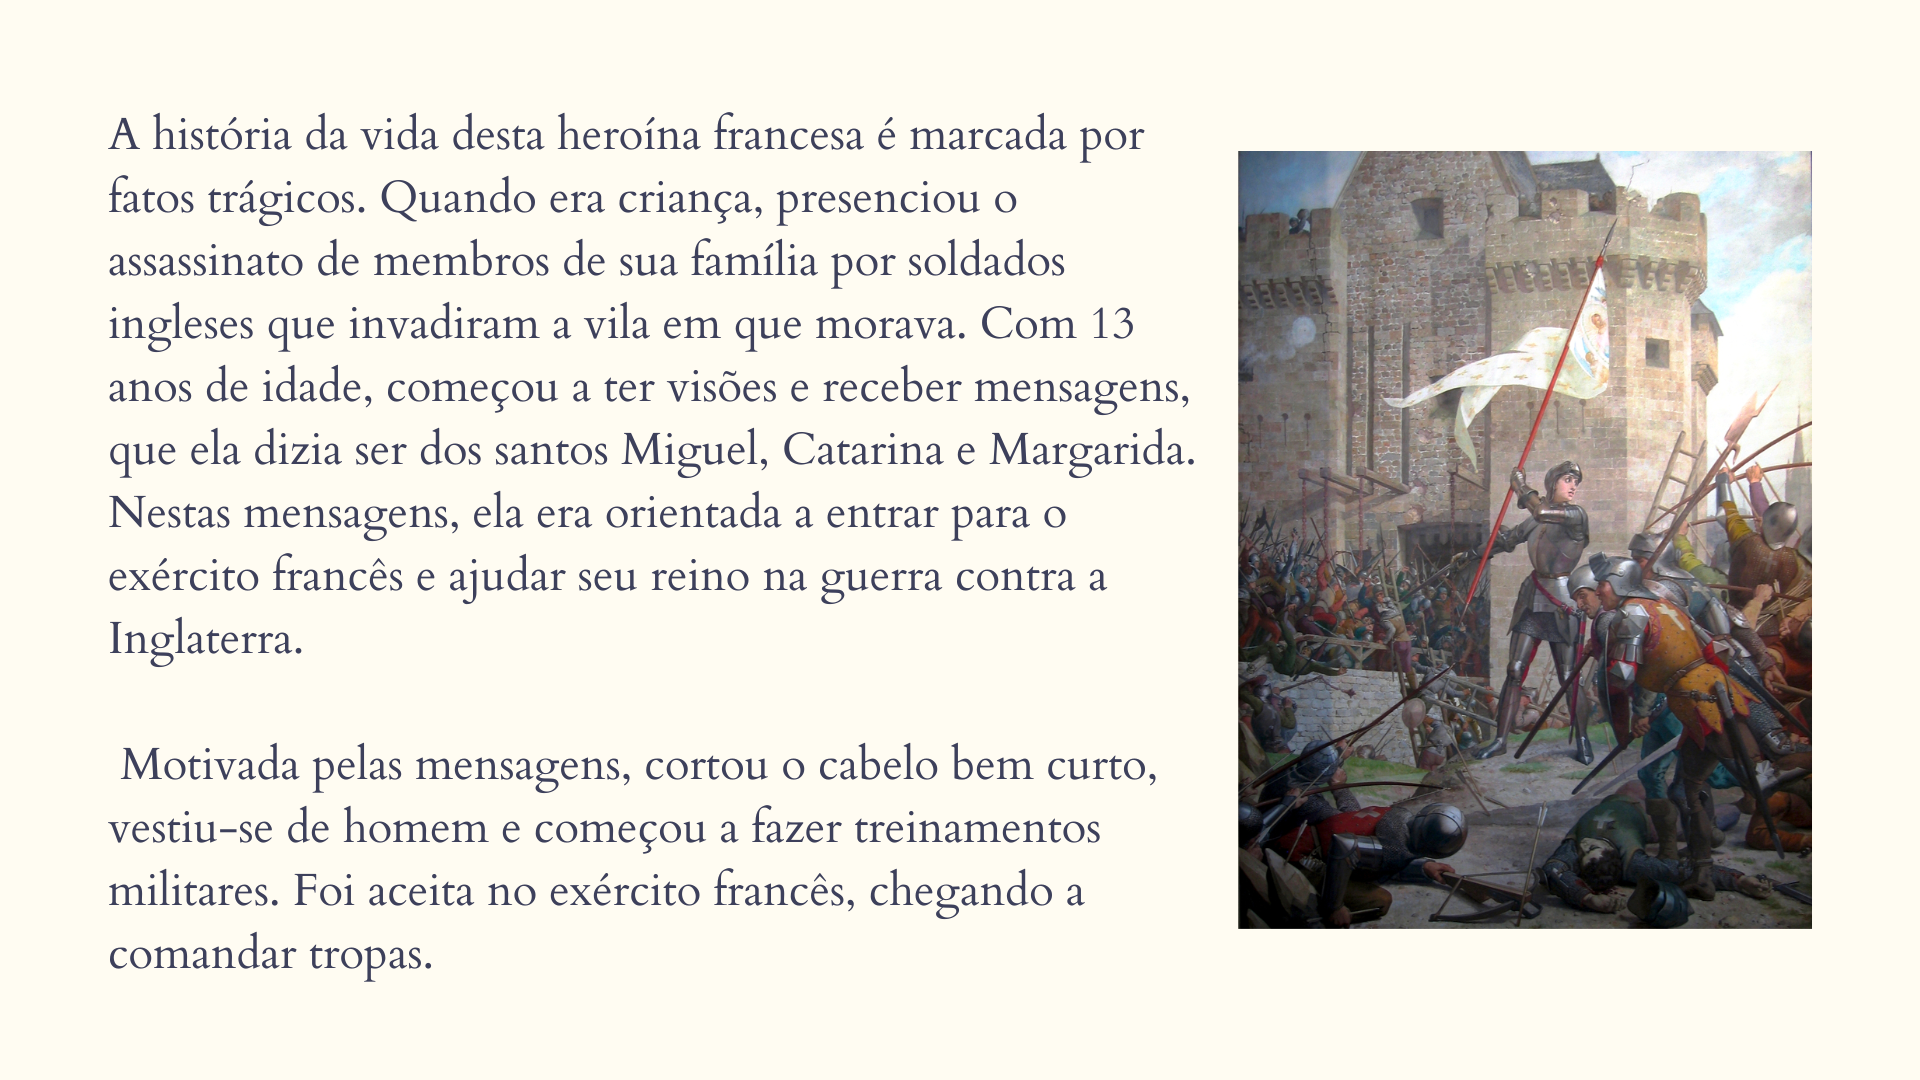 A história da vida desta heroína francesa é marcada por
fatos trágicos. Quando era criança, presenciou o
assassinato de membros de sua família por soldados
ingleses que invadiram a vila em que morava. Com 13
anos de idade, começou a ter visões e receber mensagens,
que ela dizia ser dos santos Miguel, Catarina e Margarida.
Nestas mensagens, ela era orientada a entrar para o
exército francês e ajudar seu reino na guerra contra a
Inglaterra.
Motivada pelas mensagens, cortou o cabelo bem curto,
vestiu-se de homem e começou a fazer treinamentos
militares. Foi aceita no exército francês, chegando a
comandar tropas.